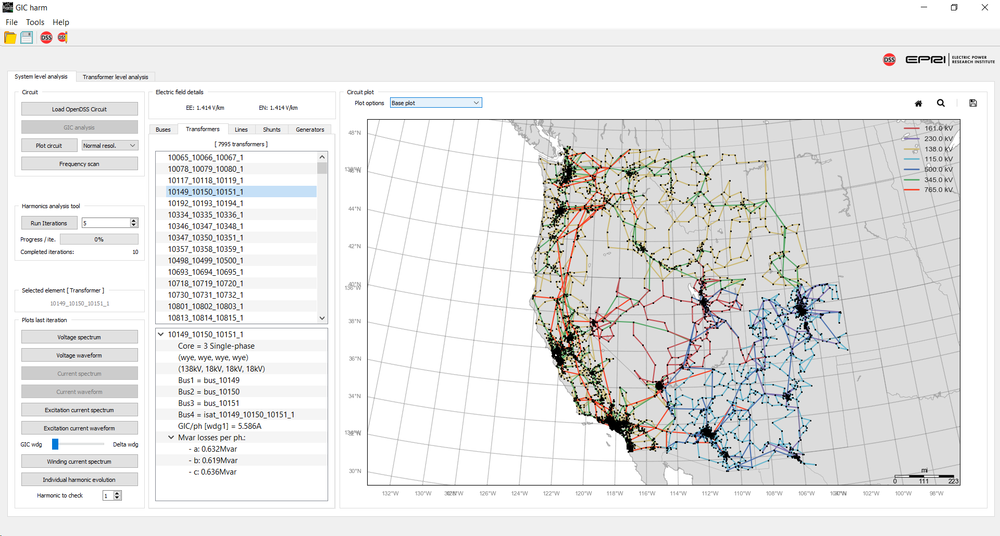 GIC harm
File Tools Help
DSS DSS
DSS EPRI ELECTRIC POWER RESEARCH INSTITUTE
System level analysis Transformer level analysis
Circuit
Load OpenDSS Circuit
GIC analysis
Plot circuit Normal resol.
Frequency scan
Harmonics analysis tool
Run Iterations 5
Progress / ite. 0%
Completed iterations: 10
Selected element [ Transformer ]
10149_10150_10151_1
Plots last iteration
Voltage spectrum
Voltage waveform
Current spectrum
Current waveform
Excitation current spectrum
Excitation current waveform
GIC wdg Delta wdg
Winding current spectrum
Individual harmonic evolution
Harmonic to check 1
Electric field details
EE: 1.414 V/km EN: 1.414 V/km
Buses Transformers Lines Shunts Generators
[ 7995 transformers ]
10065_10066_10067_1
10078_10079_10080_1
10117_10118_10119_1
10149_10150_10151_1
10192_10193_10194_1
10334_10335_10336_1
10346_10347_10348_1
10347_10350_10351_1
10357_10358_10359_1
10498_10499_10500_1
10693_10694_10695_1
10718_10719_10720_1
10730_10731_10732_1
10801_10802_10803_1
10813_10814_10815_1
10149_10150_10151_1
Core = 3 Single-phase
(wye, wye, wye, wye)
(138kV, 18kV, 18kV, 18kV)
Bus1 = bus_10149
Bus2 = bus_10150
Bus3 = bus_10151
Bus4 = isat_10149_10150_10151_1
GIC/ph [wdg1] = 5.586A
Mvar losses per ph.:
- a: 0.632Mvar
- b: 0.619Mvar
- c: 0.636Mvar
Circuit plot
Plot options Base plot
161.0 kV
230.0 kV
138.0 kV
115.0 kV
500.0 kV
345.0 kV
765.0 kV
48°N
44°N
42°N
40°N
136°W
38°N
36°N
34°N
30°N
mi
0 111 223
132°W 130°W 126°W 124°W 122°W 120°W 118°W 116°W 114°W 112°W 110°W 108°W 106°W 102°W 100°W 98°W